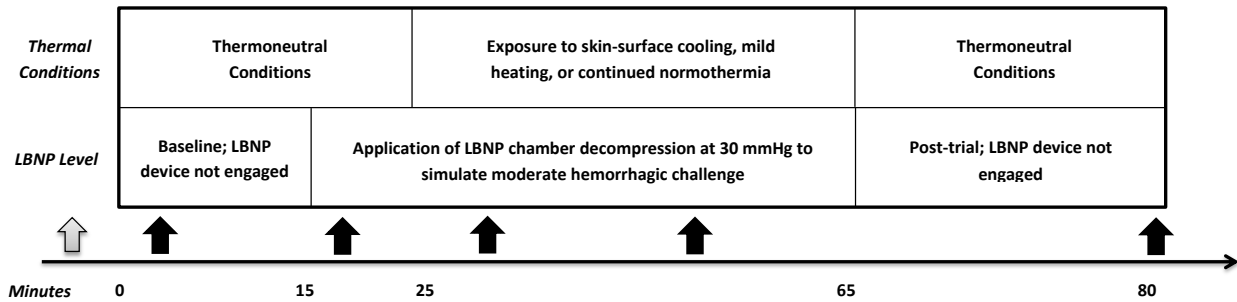 Thermal
Conditions
Thermoneutral
Conditions
Exposure to skin-surface cooling, mild
heating, or continued normothermia
Thermoneutral
Conditions
LBNP Level
Baseline; LBNP
device not engaged
Application of LBNP chamber decompression at 30 mmHg to
simulate moderate hemorrhagic challenge
Post-trial; LBNP device not
engaged
Minutes 0 15 25 65 80